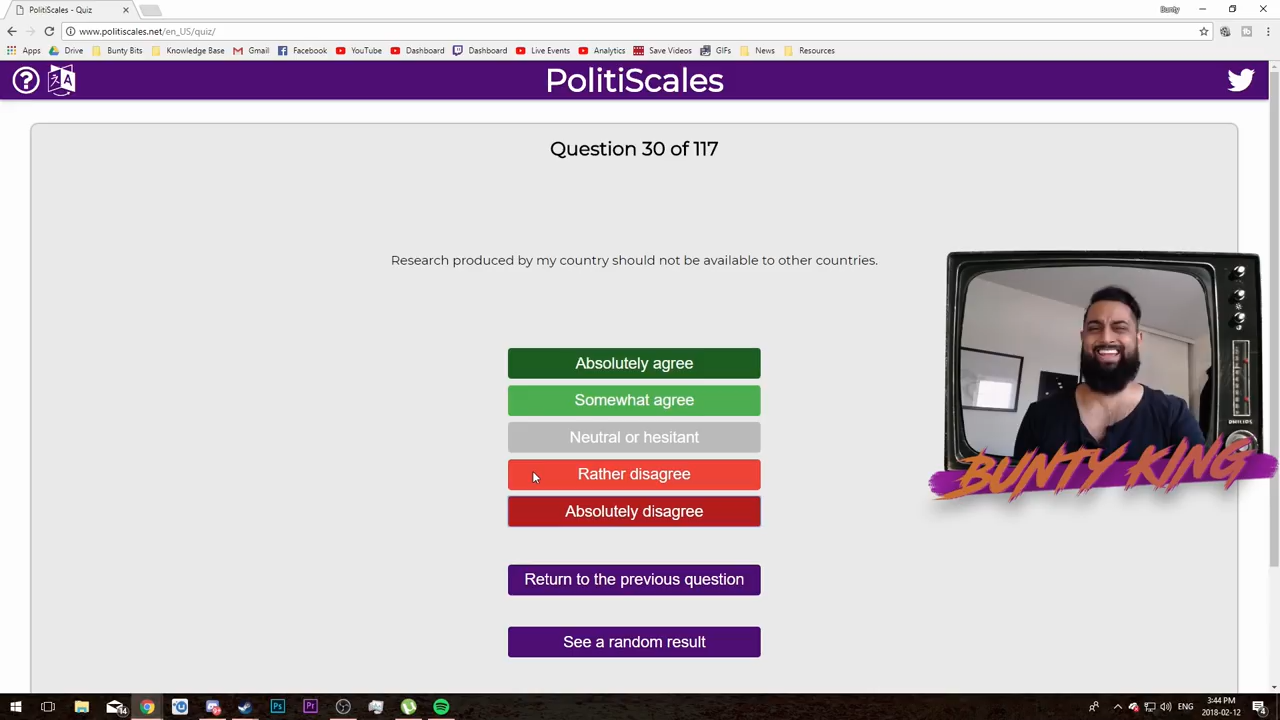 PolitiScales - Quiz
Bunty
www.politiscales.net/en_US/quiz/
Apps Drive Bunty Bits Knowledge Base Gmail Facebook YouTube Dashboard Dashboard Live Events Analytics Save Videos GIFs News Resources
PolitiScales
Question 30 of 117
Research produced by my country should not be available to other countries.
Absolutely agree
Somewhat agree
Neutral or hesitant
Rather disagree
Absolutely disagree
Return to the previous question
See a random result
PHILIPS
BUNTY KING
3:44 PM
ENG
2018-02-12